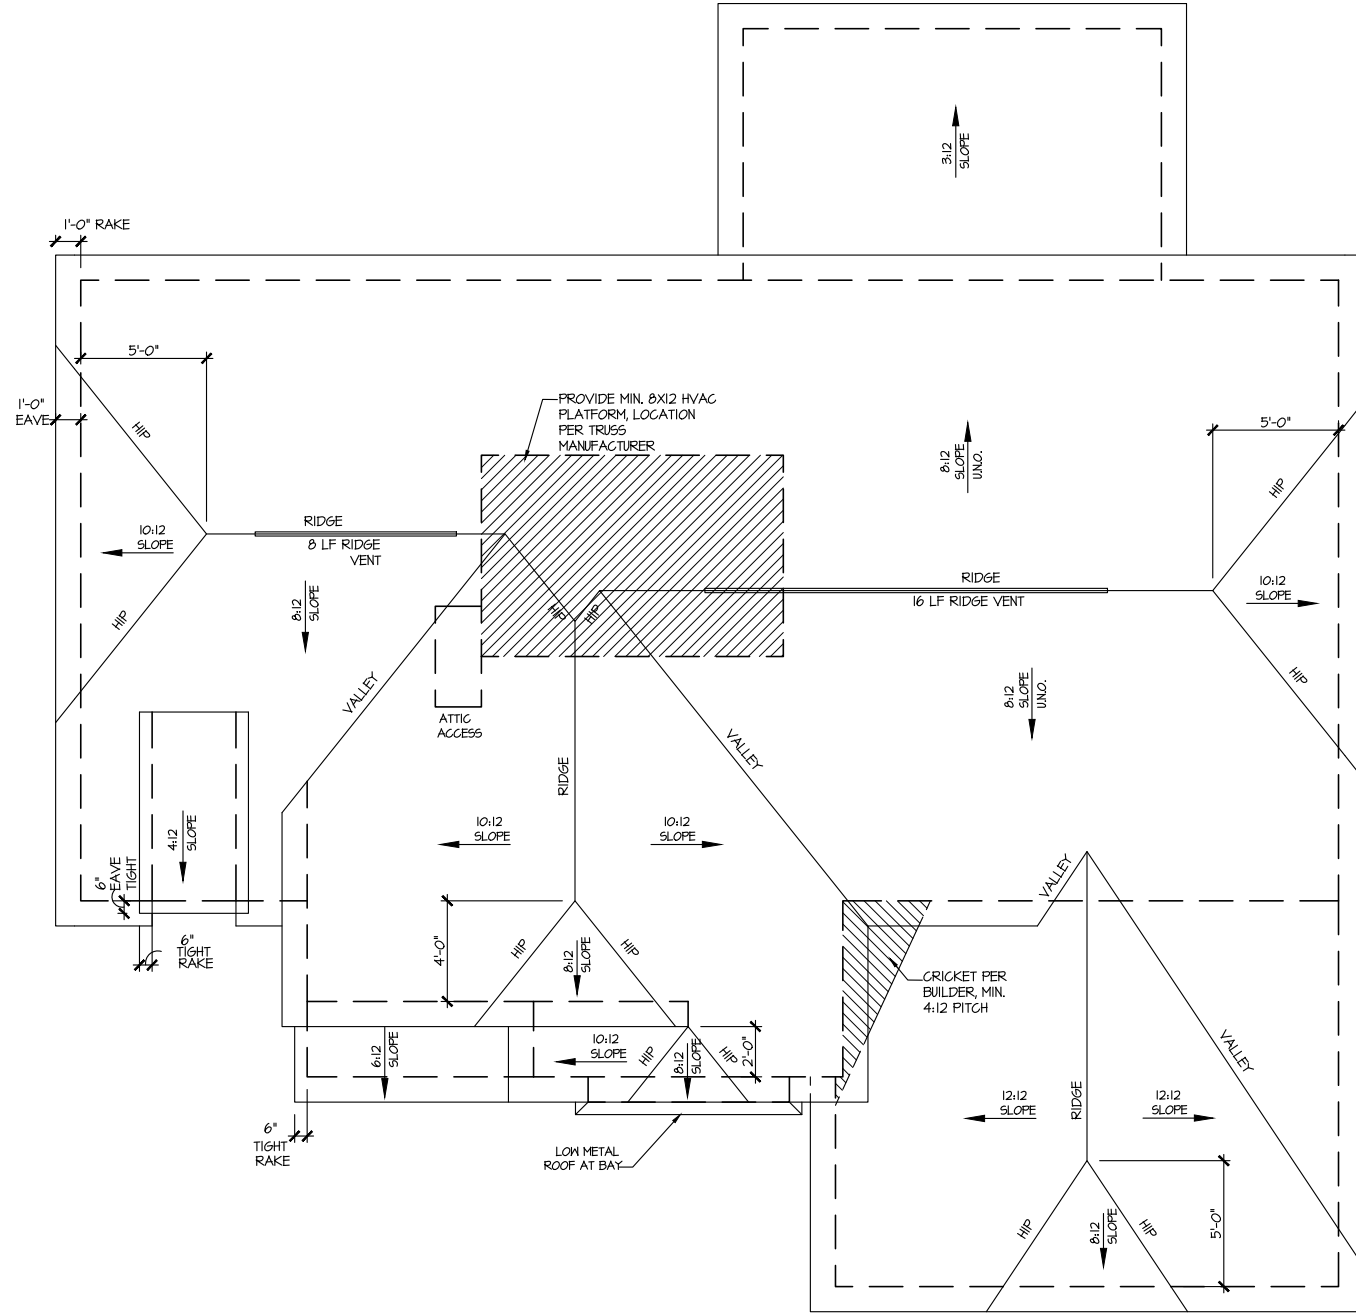 3:12
SLOPE
1'-0" RAKE
5'-0"
1'-0"
EAVE
HIP
PROVIDE MIN. 8X12 HVAC
PLATFORM, LOCATION
PER TRUSS
MANUFACTURER
8:12
SLOPE
U.N.O.
5'-0"
HIP
10:12
SLOPE
RIDGE
8 LF RIDGE
VENT
RIDGE
16 LF RIDGE VENT
10:12
SLOPE
HIP
8:12
SLOPE
HIP
HIP
HIP
VALLEY
ATTIC
ACCESS
8:12
SLOPE
U.N.O.
VALLEY
RIDGE
10:12
SLOPE
10:12
SLOPE
4:12
SLOPE
6"
EAVE
TIGHT
VALLEY
6"
TIGHT
RAKE
4'-0"
HIP
8:12
SLOPE
HIP
CRICKET PER
BUILDER, MIN.
4:12 PITCH
6:12
SLOPE
10:12
SLOPE
HIP
8:12
SLOPE
HIP
2'-0"
VALLEY
12:12
SLOPE
RIDGE
12:12
SLOPE
6"
TIGHT
RAKE
LOW METAL
ROOF AT BAY
HIP
8:12
SLOPE
HIP
5'-0"